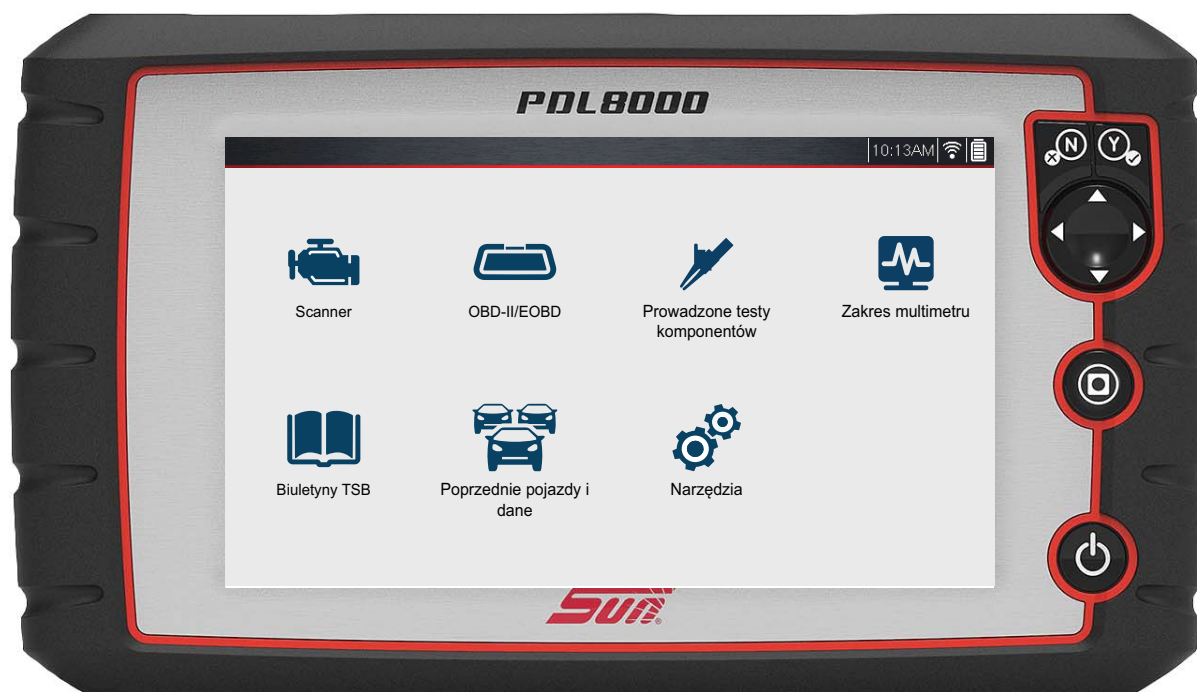 PDL8000
10:13AM
N
Y
Scanner
OBD-II/EOBD
Prowadzone testy
komponentów
Zakres multimetru
Biuletyny TSB
Poprzednie pojazdy i
dane
Narzędzia
Sun®